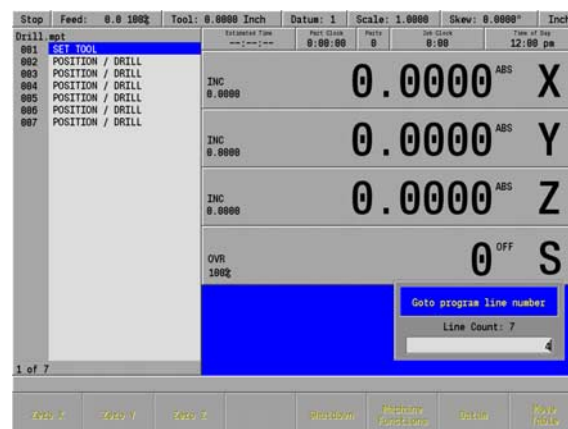 Stop Feed: 0.0 100% Tool: 0.0000 Inch Datum: 1 Scale: 1.0000 Skew: 0.0000° Inch
Drill.mpt
Estimated Time Part Clock Parts Job Clock Time of Day
--:--:-- 0:00:00 0 0:00 12:00 pm
001 SET TOOL
002 POSITION / DRILL
003 POSITION / DRILL
004 POSITION / DRILL
005 POSITION / DRILL
006 POSITION / DRILL
007 POSITION / DRILL
INC
0.0000
0.0000 ABS X
INC
0.0000
0.0000 ABS Y
INC
0.0000
0.0000 ABS Z
OVR
100%
0 OFF S
Goto program line number
Line Count: 7
4
1 of 7
Zero X Zero Y Zero Z Shutdown Machine Functions Datum Hole Table